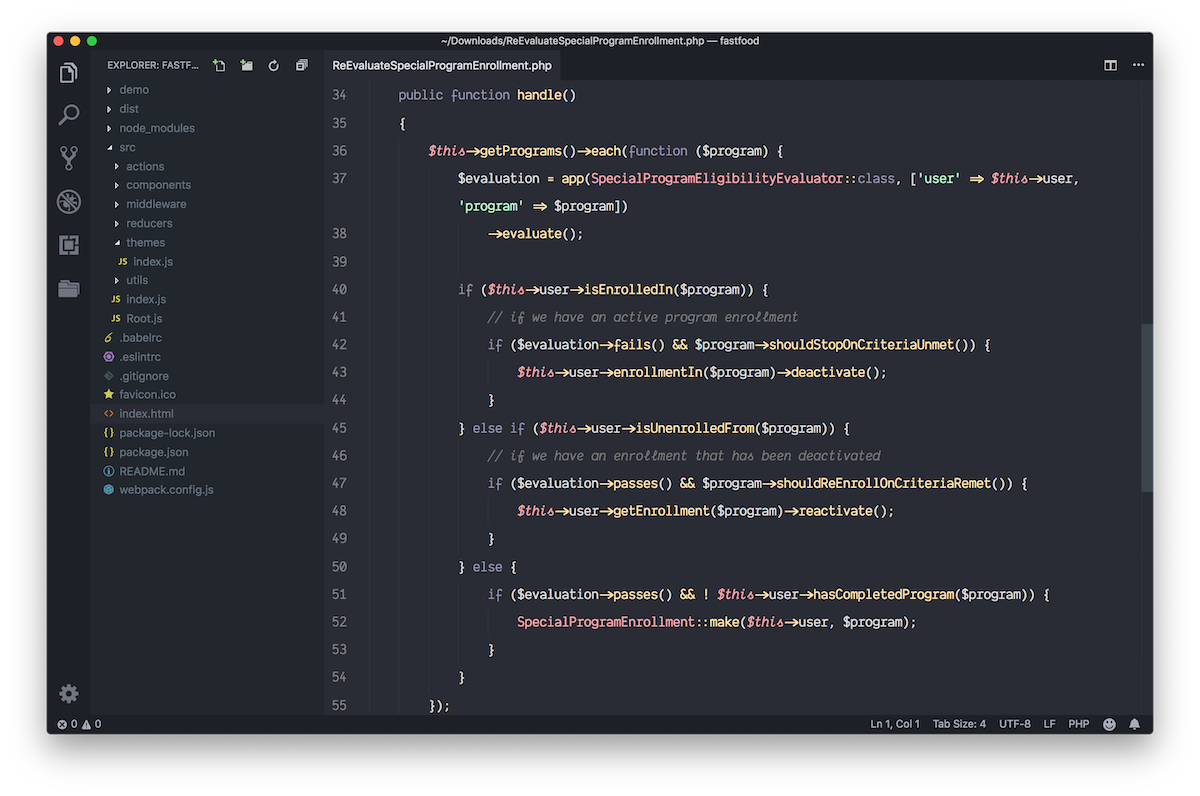 ~/Downloads/ReEvaluateSpecialProgramEnrollment.php — fastfood
EXPLORER: FASTF...
demo
dist
node_modules
src
actions
components
middleware
reducers
themes
JS index.js
utils
JS index.js
JS Root.js
.babelrc
.eslintrc
.gitignore
favicon.ico
<> index.html
{} package-lock.json
{} package.json
README.md
webpack.config.js
ReEvaluateSpecialProgramEnrollment.php
34 public function handle()
35 {
36 $this->getPrograms()->each(function ($program) {
37 $evaluation = app(SpecialProgramEligibilityEvaluator::class, ['user' => $this->user,
'program' => $program])
38 ->evaluate();
39
40 if ($this->user->isEnrolledIn($program)) {
41 // if we have an active program enrollment
42 if ($evaluation->fails() && $program->shouldStopOnCriteriaUnmet()) {
43 $this->user->enrollmentIn($program)->deactivate();
44 }
45 } else if ($this->user->isUnenrolledFrom($program)) {
46 // if we have an enrollment that has been deactivated
47 if ($evaluation->passes() && $program->shouldReEnrollOnCriteriaRemet()) {
48 $this->user->getEnrollment($program)->reactivate();
49 }
50 } else {
51 if ($evaluation->passes() && ! $this->user->hasCompletedProgram($program)) {
52 SpecialProgramEnrollment::make($this->user, $program);
53 }
54 }
55 });
0 0
Ln 1, Col 1 Tab Size: 4 UTF-8 LF PHP